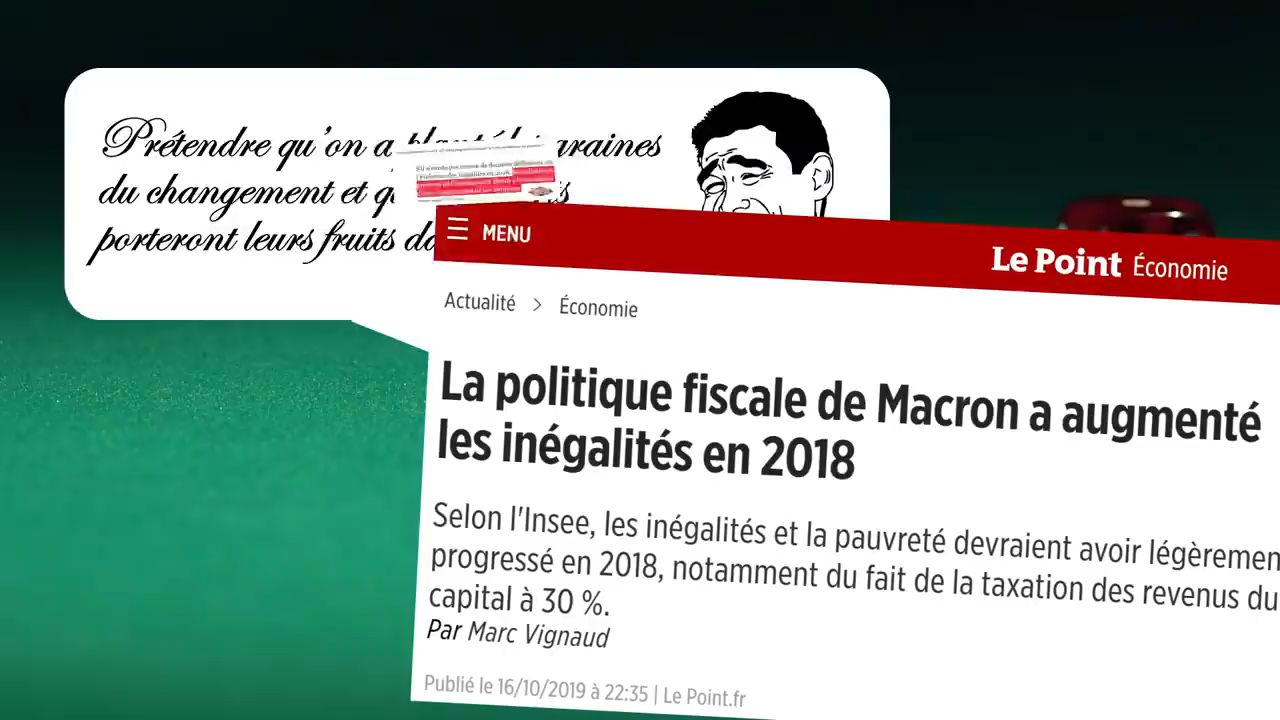 Prétendre qu'on a planté les graines
du changement et
porteront leurs fruits
MENU
Le Point Économie
Actualité > Économie
La politique fiscale de Macron a augmenté
les inégalités en 2018
Selon l'Insee, les inégalités et la pauvreté devraient avoir légèremen
progressé en 2018, notamment du fait de la taxation des revenus du
capital à 30 %.
Par Marc Vignaud
Publié le 16/10/2019 à 22:35 | Le Point.fr